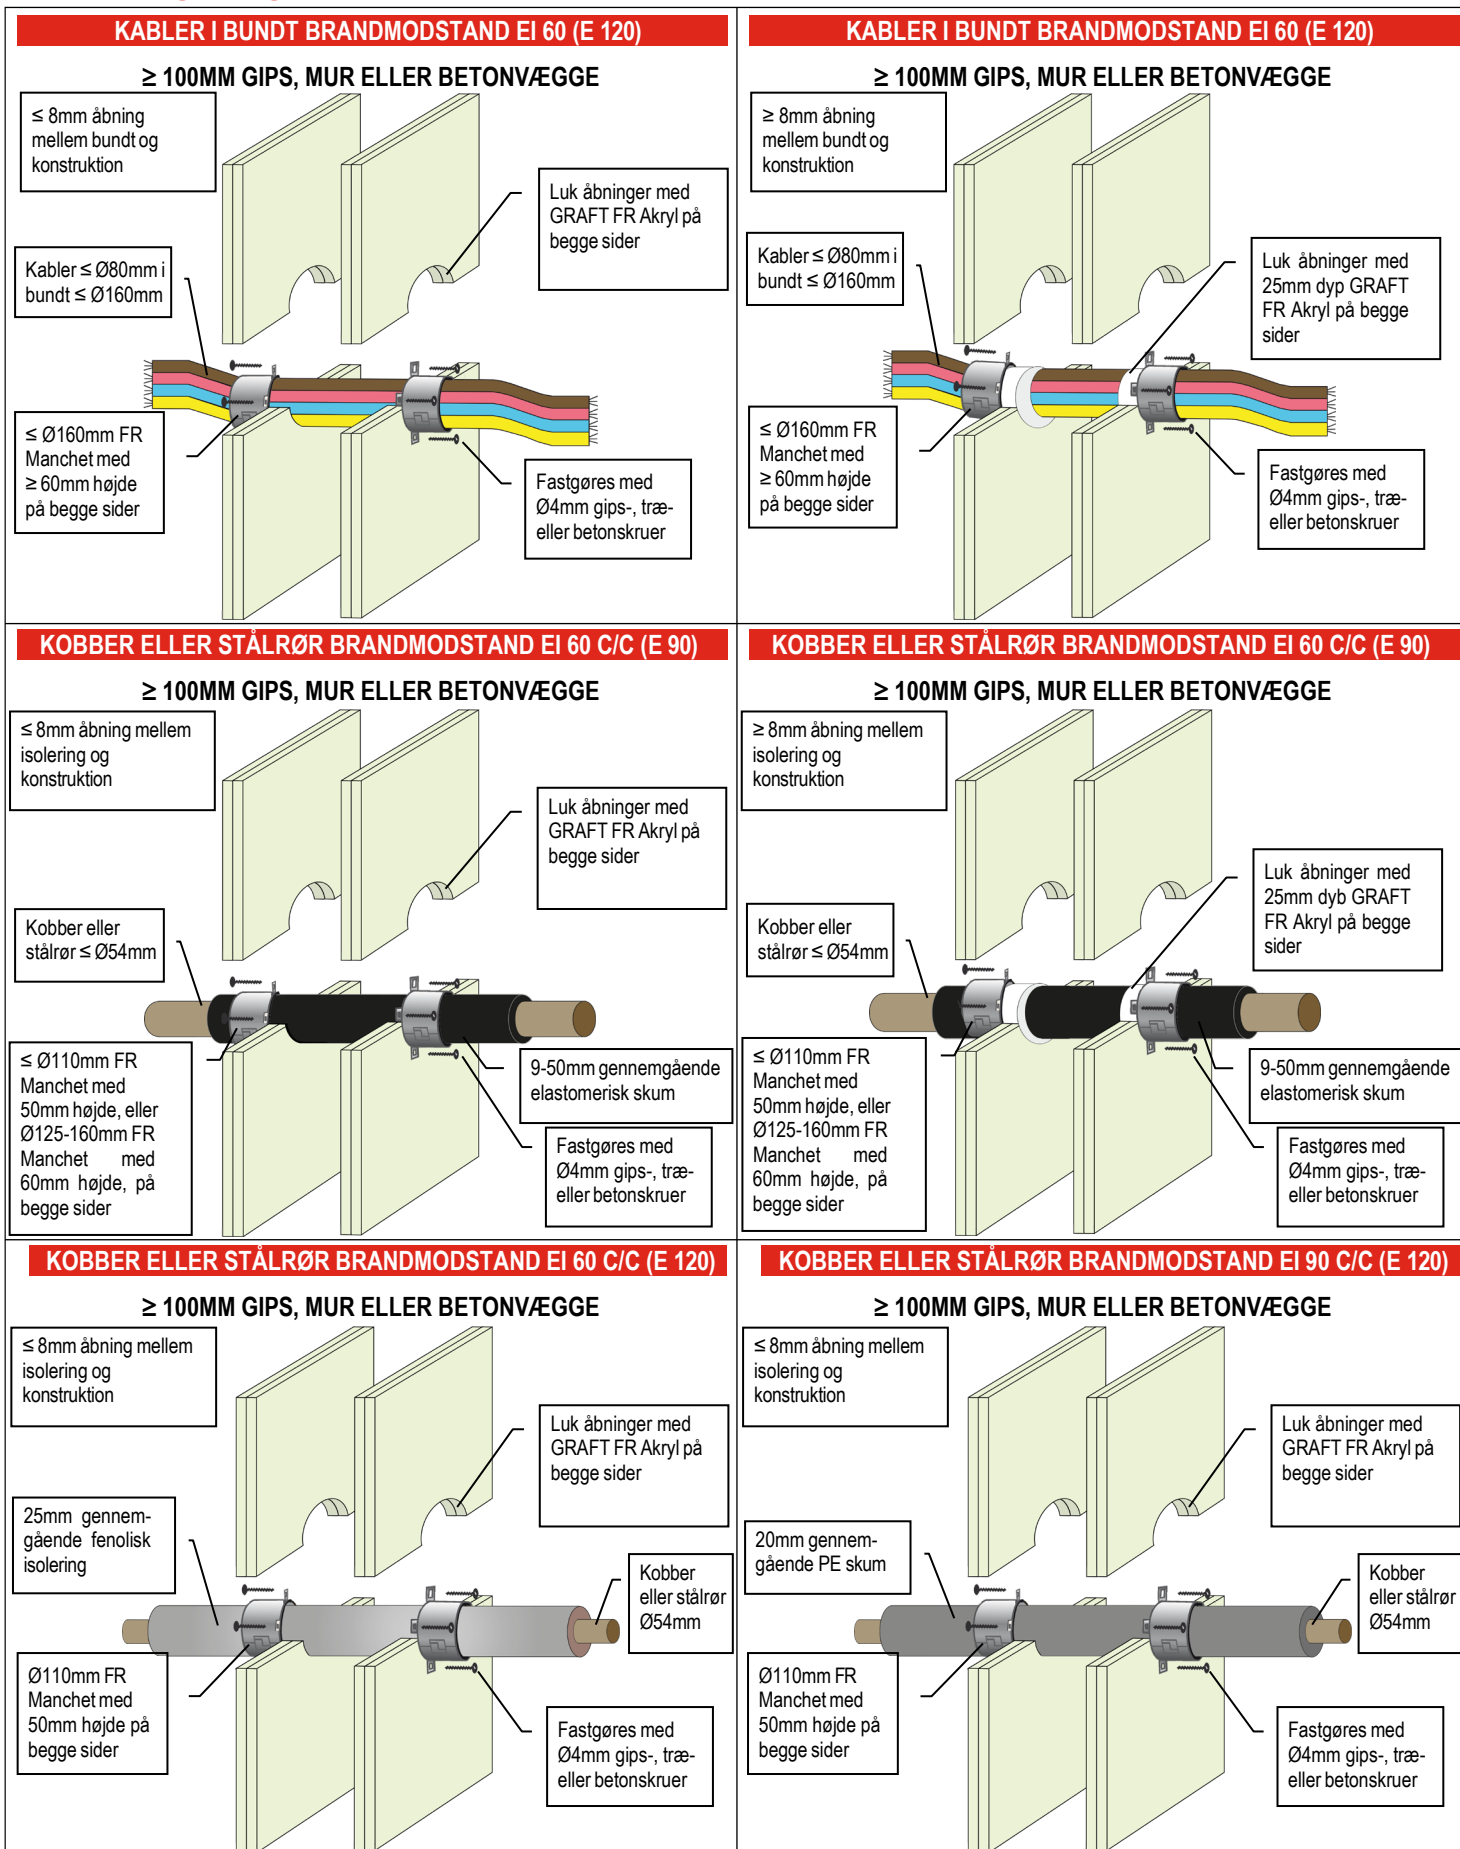 KABLER I BUNDT BRANDMODSTAND EI 60 (E 120)
≥ 100MM GIPS, MUR ELLER BETONVÆGGE
≤ 8mm åbning
mellem bundt og
konstruktion
Luk åbninger med
GRAFT FR Akryl på
begge sider
Kabler ≤ Ø80mm i
bundt ≤ Ø160mm
≤ Ø160mm FR
Manchet med
≥ 60mm højde
på begge sider
Fastgøres med
Ø4mm gips-, træ-
eller betonskruer
KABLER I BUNDT BRANDMODSTAND EI 60 (E 120)
≥ 100MM GIPS, MUR ELLER BETONVÆGGE
≥ 8mm åbning
mellem bundt og
konstruktion
Kabler ≤ Ø80mm i
bundt ≤ Ø160mm
Luk åbninger med
25mm dyp GRAFT
FR Akryl på begge
sider
≤ Ø160mm FR
Manchet med
≥ 60mm højde
på begge sider
Fastgøres med
Ø4mm gips-, træ-
eller betonskruer
KOBBER ELLER STÅLRØR BRANDMODSTAND EI 60 C/C (E 90)
≥ 100MM GIPS, MUR ELLER BETONVÆGGE
≤ 8mm åbning mellem
isolering og
konstruktion
Luk åbninger med
GRAFT FR Akryl på
begge sider
Kobber eller
stålrør ≤ Ø54mm
≤ Ø110mm FR
Manchet med
50mm højde, eller
Ø125-160mm FR
Manchet med
60mm højde, på
begge sider
9-50mm gennemgående
elastomerisk skum
Fastgøres med
Ø4mm gips-, træ-
eller betonskruer
KOBBER ELLER STÅLRØR BRANDMODSTAND EI 60 C/C (E 90)
≥ 100MM GIPS, MUR ELLER BETONVÆGGE
≥ 8mm åbning mellem
isolering og
konstruktion
Luk åbninger med
25mm dyb GRAFT
FR Akryl på begge
sider
Kobber eller
stålrør ≤ Ø54mm
≤ Ø110mm FR
Manchet med
50mm højde, eller
Ø125-160mm FR
Manchet med
60mm højde, på
begge sider
9-50mm gennemgående
elastomerisk skum
Fastgøres med
Ø4mm gips-, træ-
eller betonskruer
KOBBER ELLER STÅLRØR BRANDMODSTAND EI 60 C/C (E 120)
≥ 100MM GIPS, MUR ELLER BETONVÆGGE
≤ 8mm åbning mellem
isolering og
konstruktion
Luk åbninger med
GRAFT FR Akryl på
begge sider
25mm gennem-
gående fenolisk
isolering
Kobber
eller stålrør
Ø54mm
Ø110mm FR
Manchet med
50mm højde på
begge sider
Fastgøres med
Ø4mm gips-, træ-
eller betonskruer
KOBBER ELLER STÅLRØR BRANDMODSTAND EI 90 C/C (E 120)
≥ 100MM GIPS, MUR ELLER BETONVÆGGE
≤ 8mm åbning mellem
isolering og
konstruktion
Luk åbninger med
GRAFT FR Akryl på
begge sider
20mm gennem-
gående PE skum
Kobber
eller stålrør
Ø54mm
Ø110mm FR
Manchet med
50mm højde på
begge sider
Fastgøres med
Ø4mm gips-, træ-
eller betonskruer